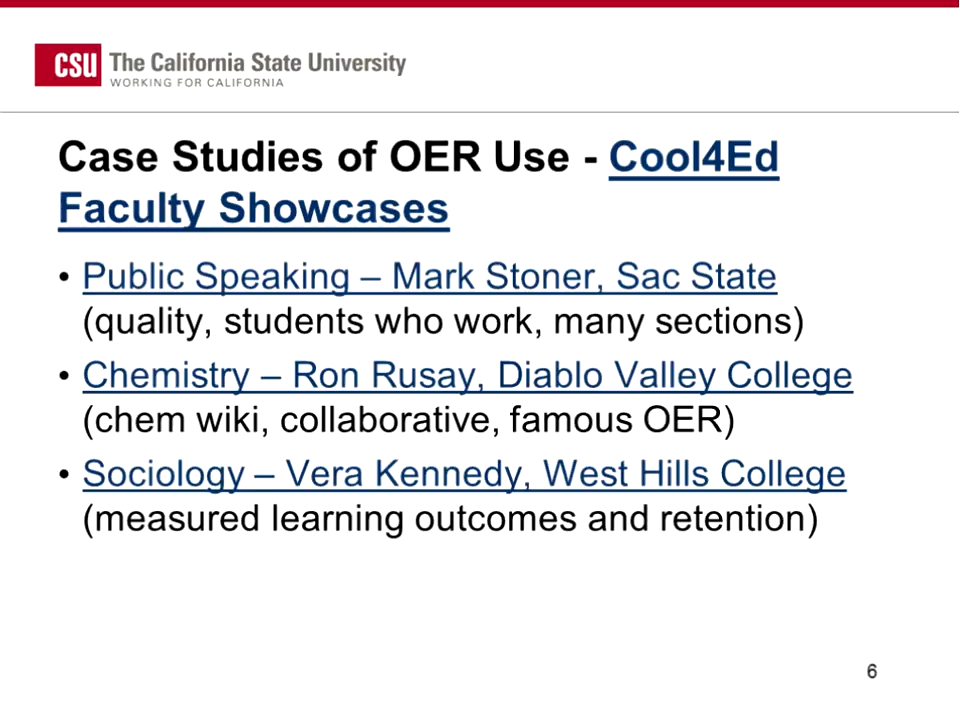 CSU The California State University
WORKING FOR CALIFORNIA
Case Studies of OER Use - Cool4Ed
Faculty Showcases
• Public Speaking – Mark Stoner, Sac State
(quality, students who work, many sections)
• Chemistry – Ron Rusay, Diablo Valley College
(chem wiki, collaborative, famous OER)
• Sociology – Vera Kennedy, West Hills College
(measured learning outcomes and retention)
6